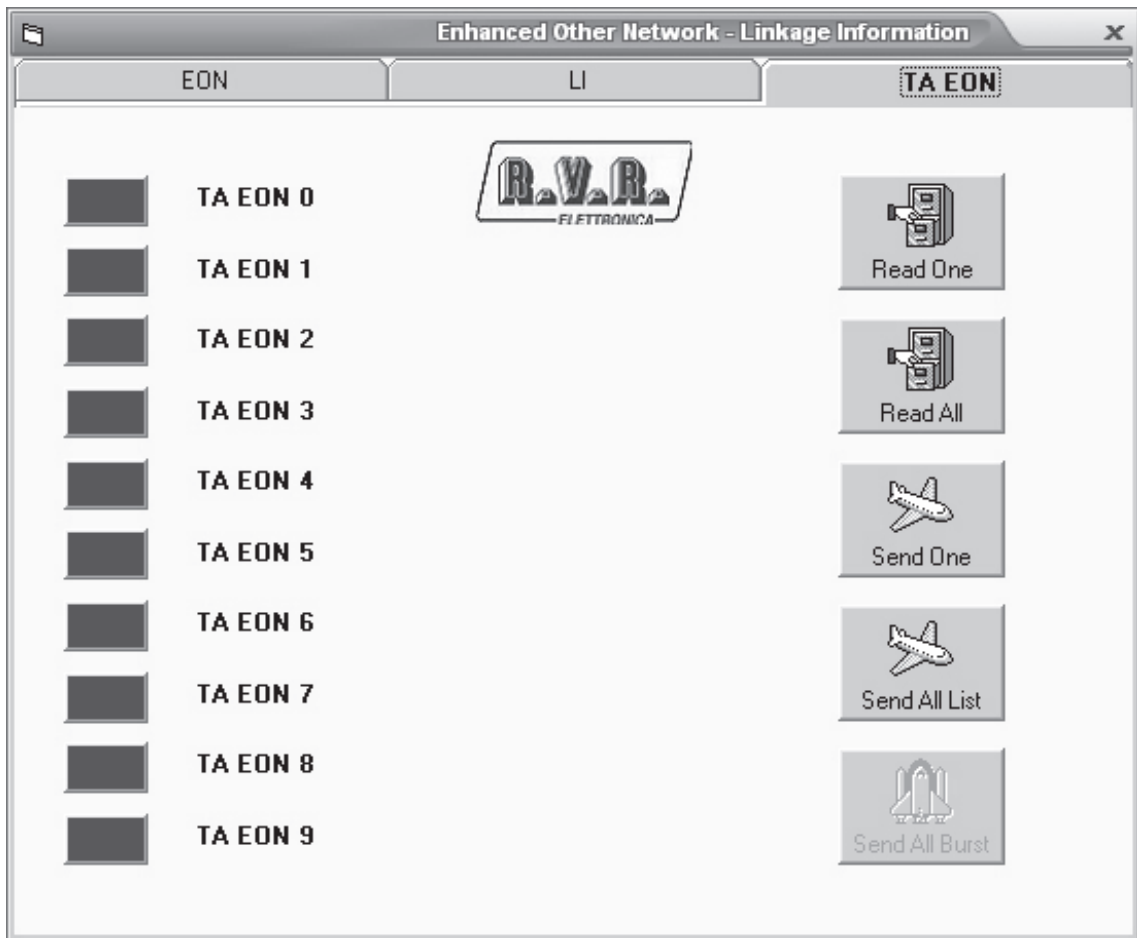 Enhanced Other Network - Linkage Information
EON
LI
TA EON
R.V.R.
ELETTRONICA
TA EON 0
TA EON 1
TA EON 2
TA EON 3
TA EON 4
TA EON 5
TA EON 6
TA EON 7
TA EON 8
TA EON 9
Read One
Read All
Send One
Send All List
Send All Burst